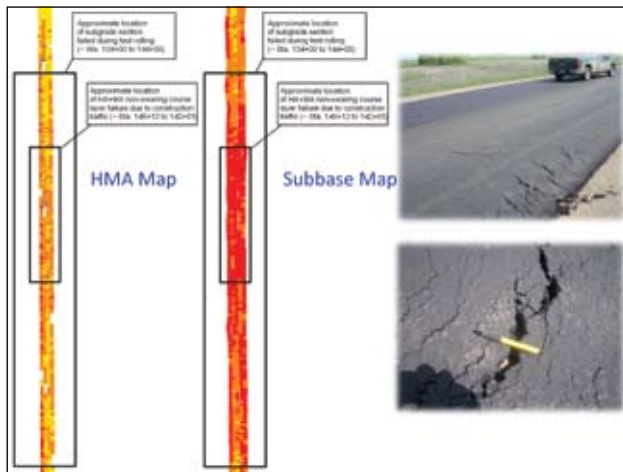 Approximate location
of subgrade section
failed during test rolling
Approximate location
of HMA non-wearing course
layer failure due to construction
HMA Map
Approximate location
of subgrade section
failed during test rolling
Approximate location
of HMA non-wearing course
layer failure due to construction
Subbase Map